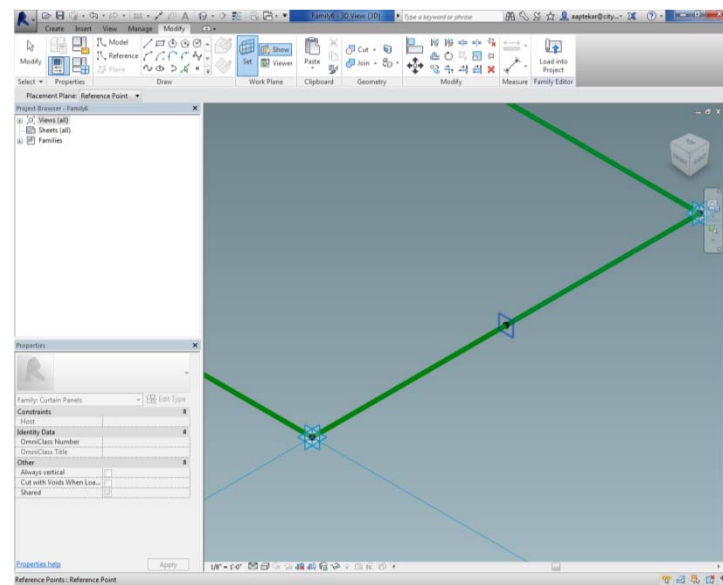 Family6 - 3D View: {3D}
Type a keyword or phrase
aaptekar@city...
Create Insert View Manage Modify
Modify
Model
Reference
Plane
Set
Show
Viewer
Paste
Cut
Join
Load into
Project
Select Properties Draw Work Plane Clipboard Geometry Modify Measure Family Editor
Placement Plane: Reference Point
Project Browser - Family6
Views (all)
Sheets (all)
Families
Properties
Family: Curtain Panels
Edit Type
Constraints
Host
Identity Data
OmniClass Number
OmniClass Title
Other
Always vertical
Cut with Voids When Loa...
Shared
Properties help
Apply
1/8" = 1'-0"
Reference Points : Reference Point